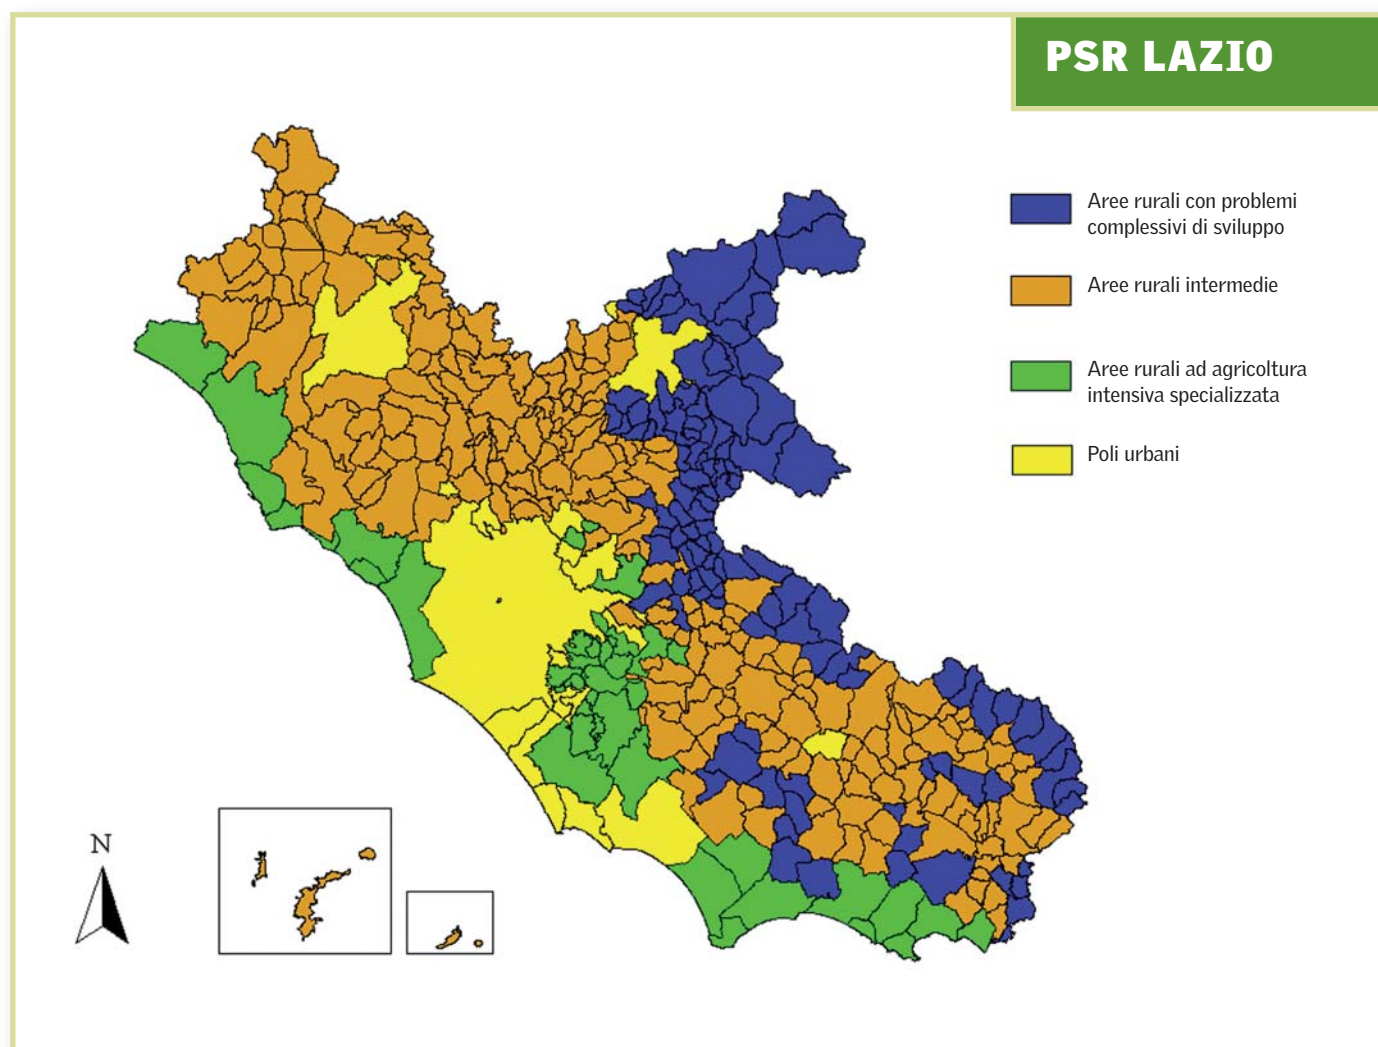 PSR LAZIO
Aree rurali con problemi
complessivi di sviluppo
Aree rurali intermedie
Aree rurali ad agricoltura
intensiva specializzata
Poli urbani
N